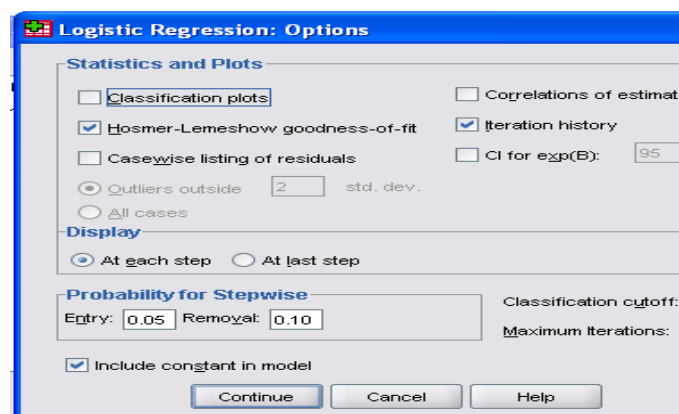 Logistic Regression: Options
Statistics and Plots
Classification plots
Correlations of estimat
Hosmer-Lemeshow goodness-of-fit
Iteration history
Casewise listing of residuals
CI for exp(B): 95
Outliers outside 2 std. dev.
All cases
Display
At each step At last step
Probability for Stepwise
Entry: 0.05 Removal: 0.10
Classification cutoff:
Maximum Iterations:
Include constant in model
Continue Cancel Help